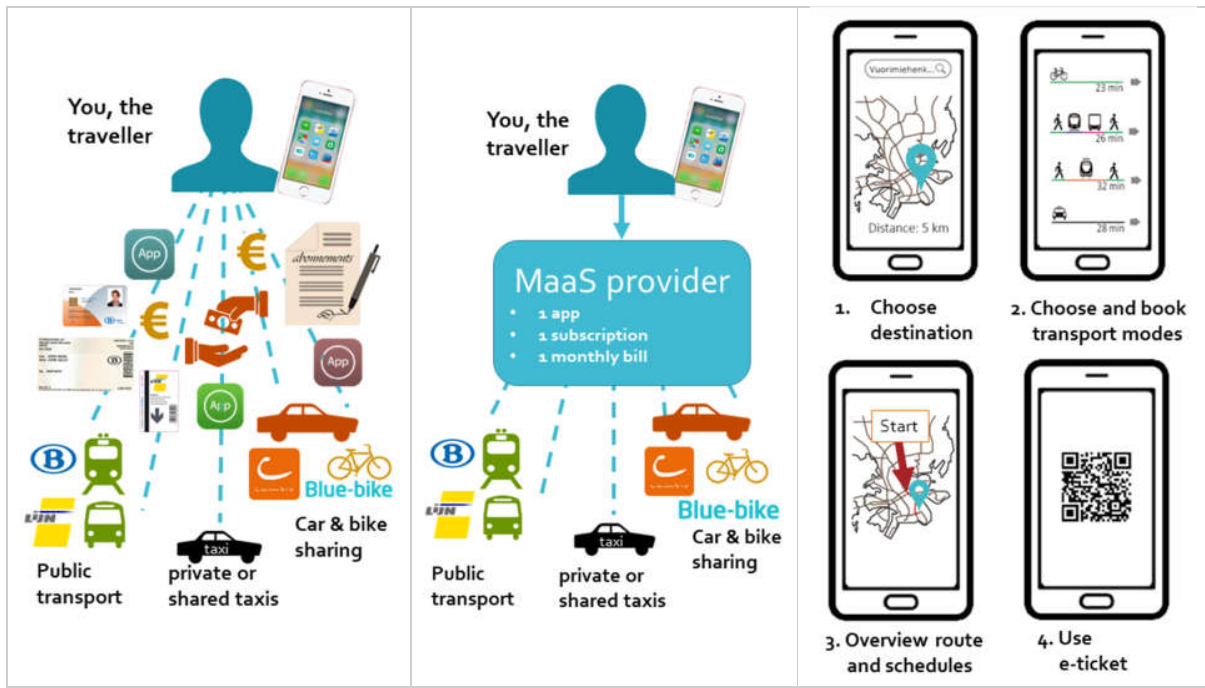 You, the
traveller
App
€
abonnements
€
App
App
B
LIJN
Public
transport
taxi
private or
shared taxis
Cambio
Blue-bike
Car & bike
sharing
You, the
traveller
MaaS provider
• 1 app
• 1 subscription
• 1 monthly bill
B
LIJN
Public
transport
taxi
private or
shared taxis
Blue-bike
Car & bike
sharing
Vuorimiehenk...
Distance: 5 km
1. Choose
destination
23 min
26 min
32 min
28 min
2. Choose and book
transport modes
Start
3. Overview route
and schedules
4. Use
e-ticket